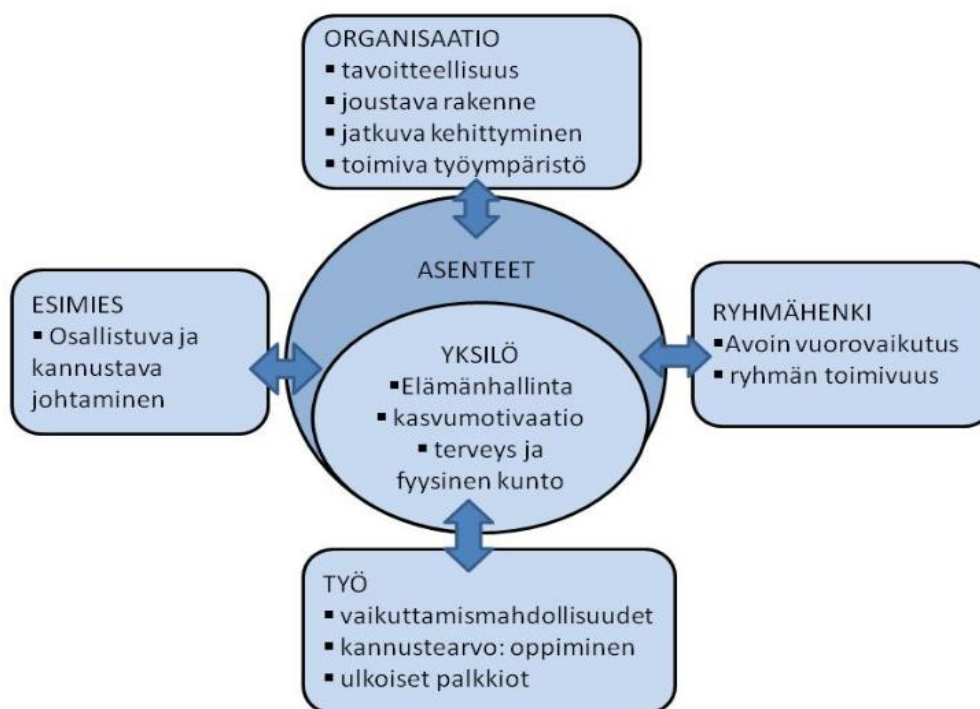 ORGANISAATIO
▪ tavoitteellisuus
▪ joustava rakenne
▪ jatkuva kehittyminen
▪ toimiva työympäristö
ASENTEET
ESIMIES
▪ Osallistuva ja
kannustava
johtaminen
YKSILÖ
▪Elämänhallinta
▪ kasvumotivaatio
▪ terveys ja
fyysinen kunto
RYHMÄHENKI
▪Avoin vuorovaikutus
▪ ryhmän toimivuus
TYÖ
▪ vaikuttamismahdollisuudet
▪ kannustearvo: oppiminen
▪ ulkoiset palkkiot